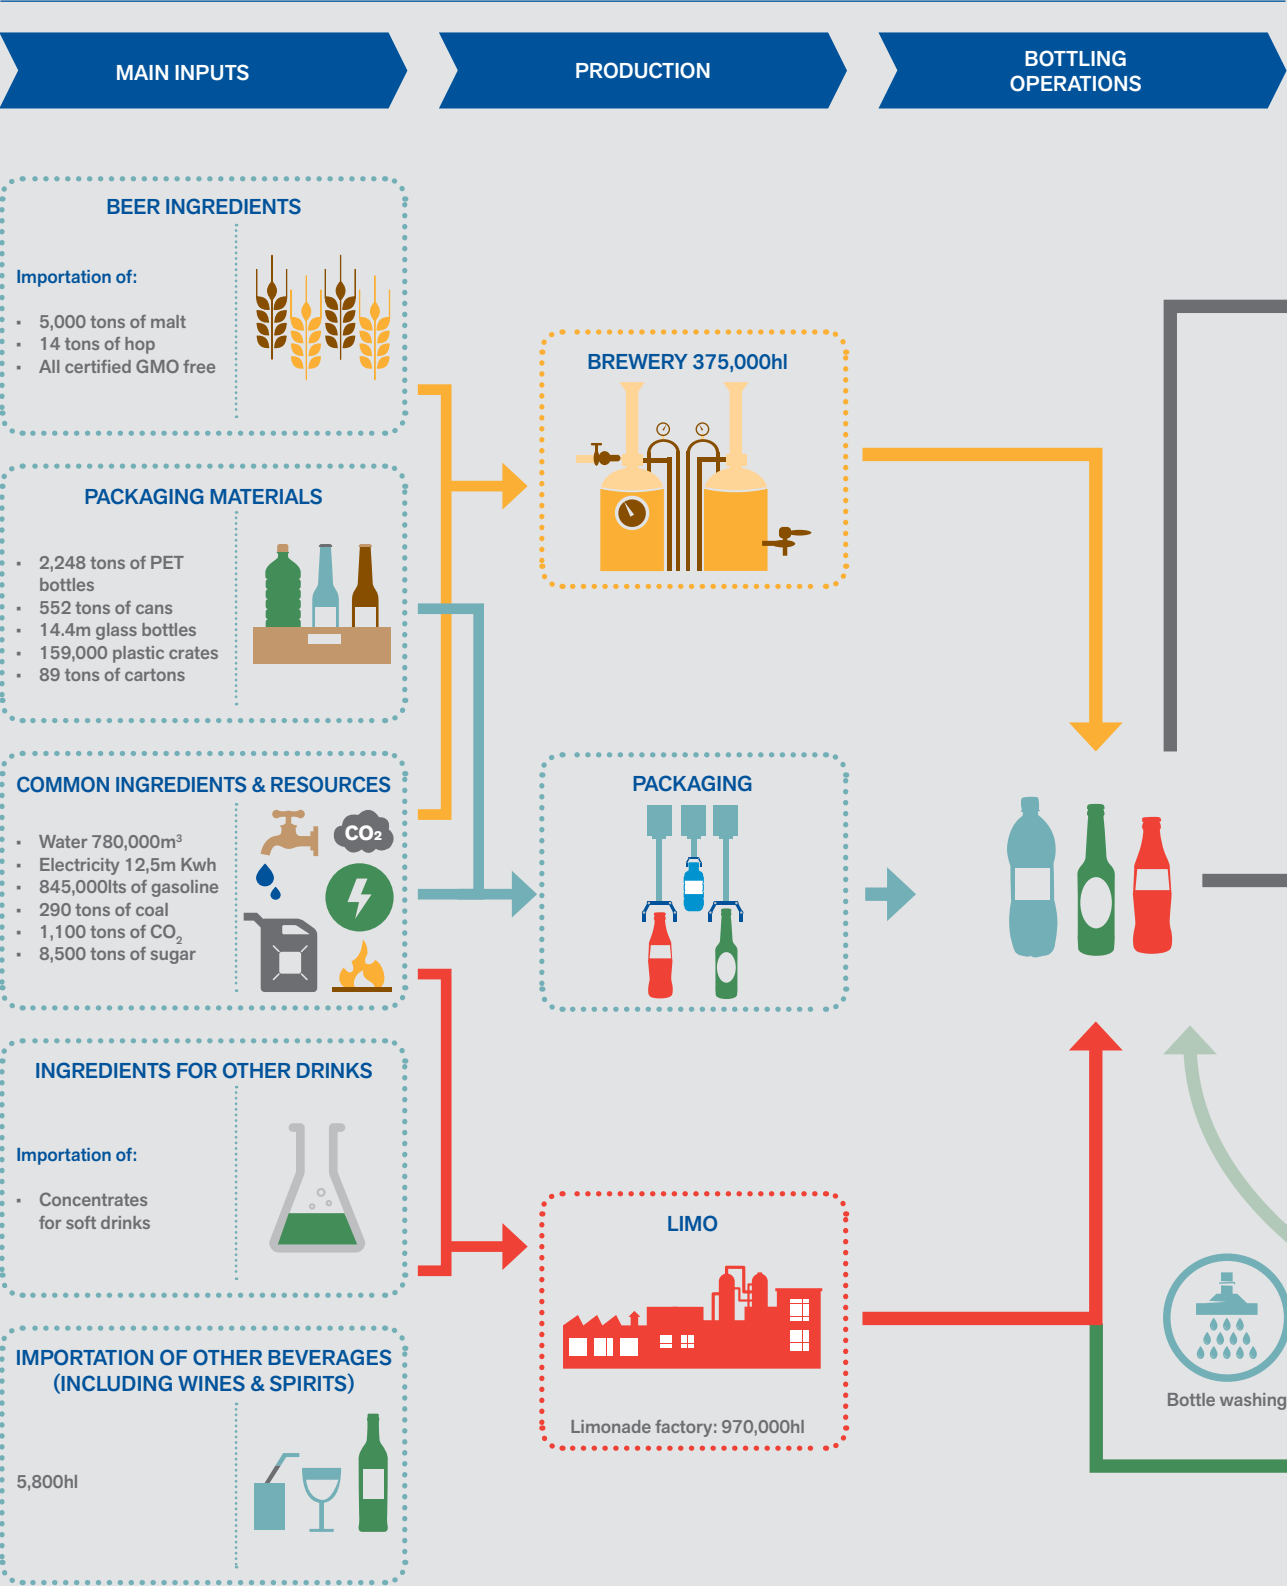 MAIN INPUTS
PRODUCTION
BOTTLING
OPERATIONS
BEER INGREDIENTS
Importation of:
▪ 5,000 tons of malt
▪ 14 tons of hop
▪ All certified GMO free
BREWERY 375,000hl
PACKAGING MATERIALS
▪ 2,248 tons of PET
bottles
▪ 552 tons of cans
▪ 14.4m glass bottles
▪ 159,000 plastic crates
▪ 89 tons of cartons
COMMON INGREDIENTS & RESOURCES
▪ Water 780,000m³
▪ Electricity 12,5m Kwh
▪ 845,000lts of gasoline
▪ 290 tons of coal
▪ 1,100 tons of CO₂
▪ 8,500 tons of sugar
CO₂
PACKAGING
INGREDIENTS FOR OTHER DRINKS
Importation of:
▪ Concentrates
for soft drinks
LIMO
Limonade factory: 970,000hl
Bottle washing
IMPORTATION OF OTHER BEVERAGES
(INCLUDING WINES & SPIRITS)
5,800hl